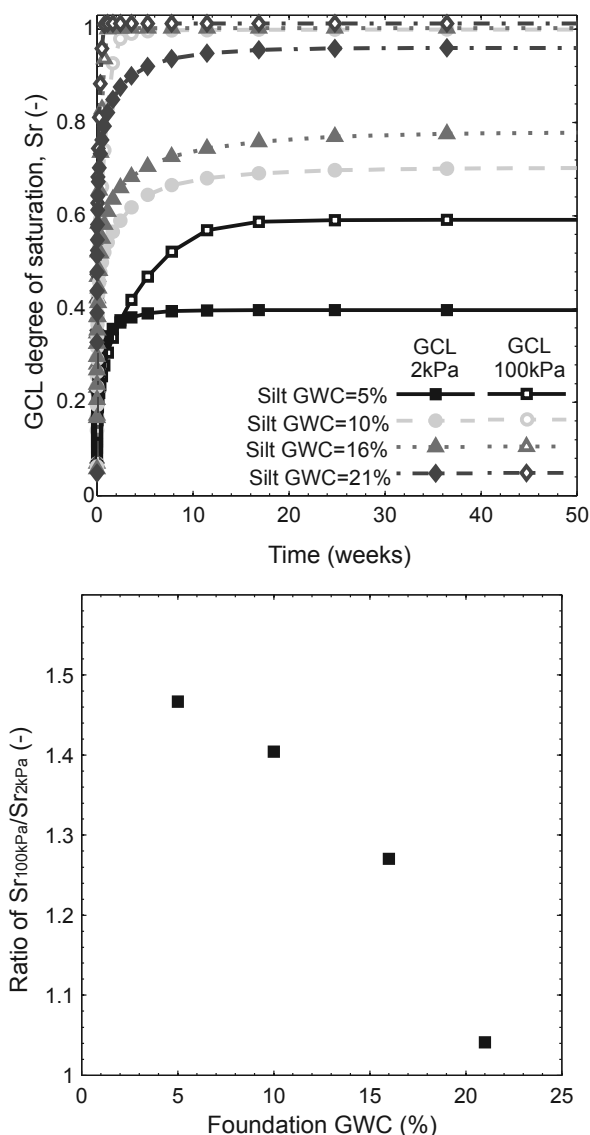 1
0.8
0.6
0.4
0.2
0
GCL degree of saturation, Sr (-)
GCL GCL
2kPa 100kPa
Silt GWC=5%
Silt GWC=10%
Silt GWC=16%
Silt GWC=21%
0 10 20 30 40 50
Time (weeks)
1.5
1.4
1.3
1.2
1.1
1
Ratio of Sr100kPa/Sr2kPa (-)
0 5 10 15 20 25
Foundation GWC (%)